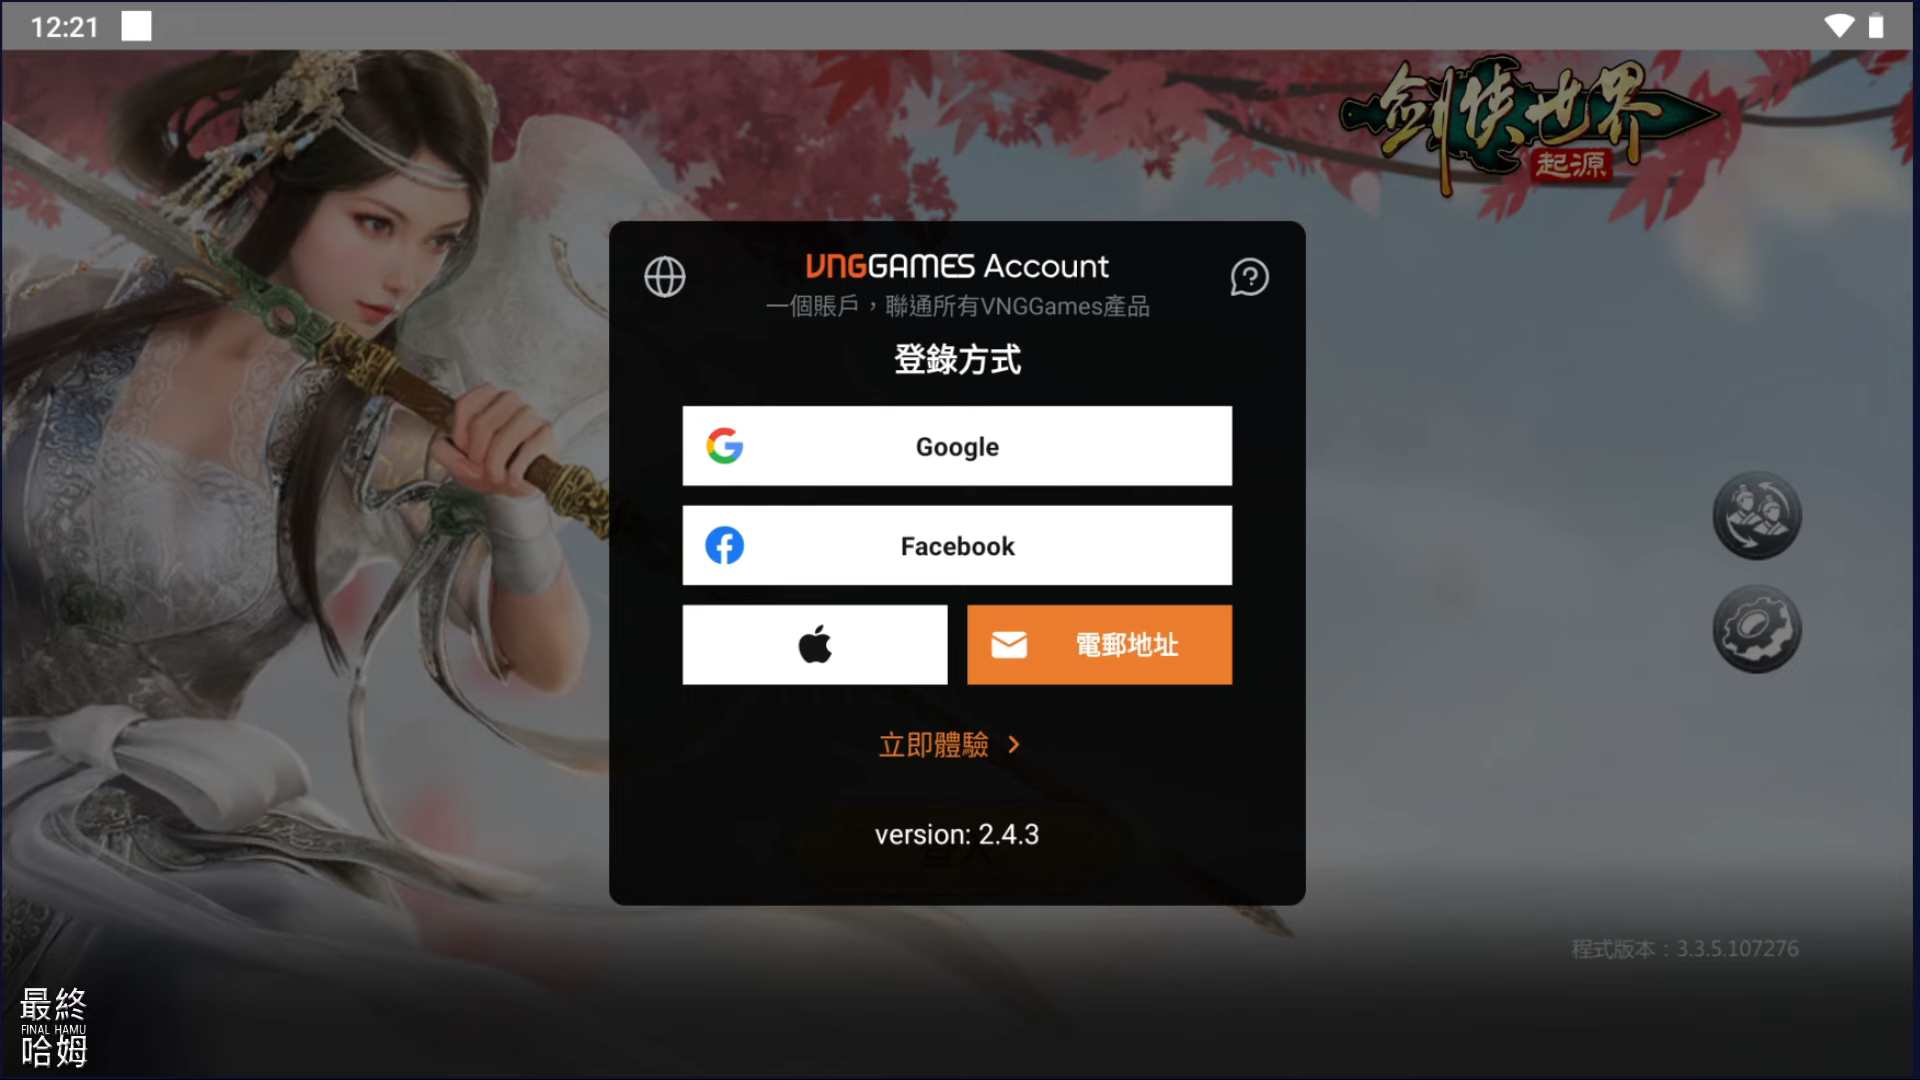 12:21
剑侠世界
起源
VNGGAMES Account
一個賬戶，聯通所有VNGGames產品
登錄方式
Google
Facebook
電郵地址
立即體驗
version: 2.4.3
程式版本：3.3.5.107276
最終
FINAL HAMU
哈姆